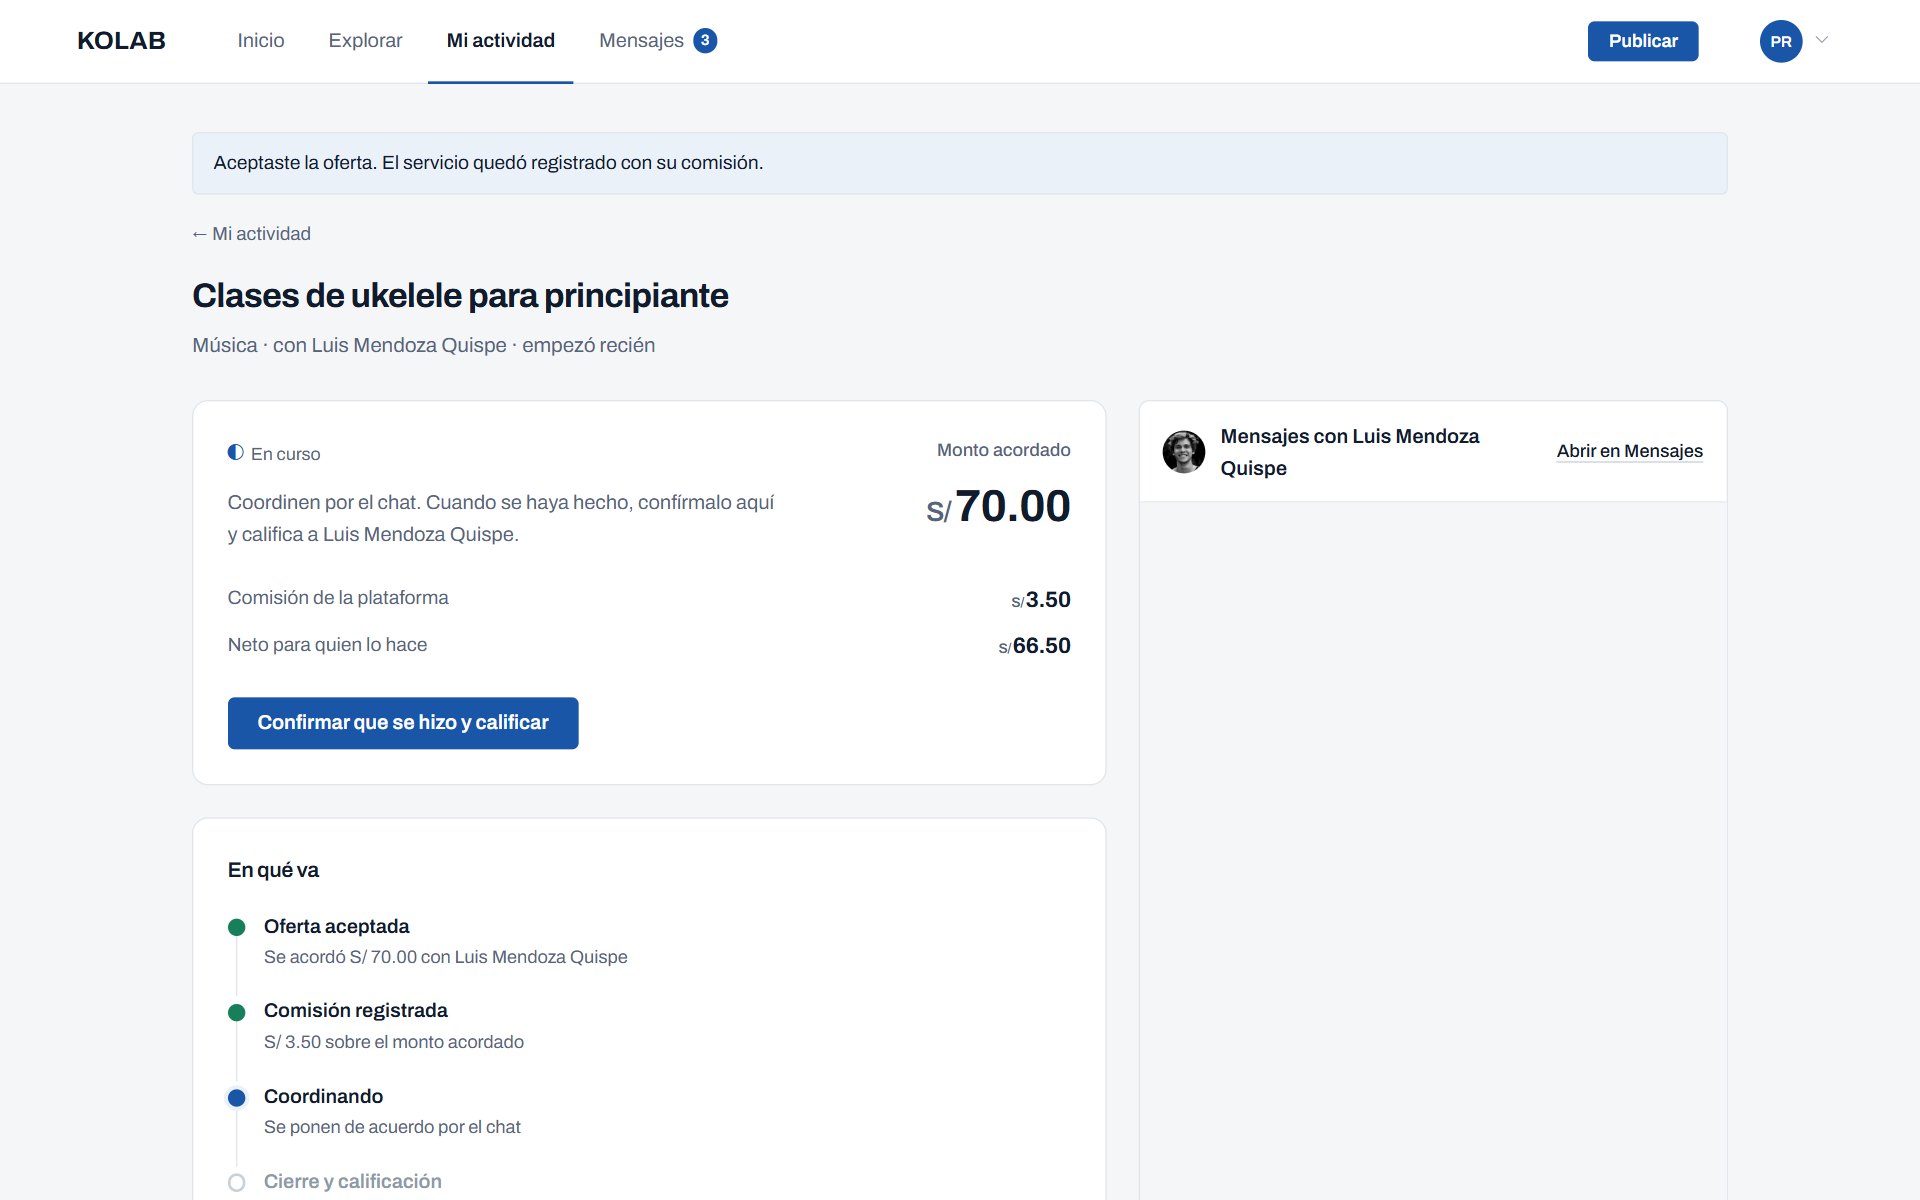 KOLAB
Inicio
Explorar
Mi actividad
Mensajes 3
Publicar
PR
Aceptaste la oferta. El servicio quedó registrado con su comisión.
← Mi actividad
Clases de ukelele para principiante
Música · con Luis Mendoza Quispe · empezó recién
En curso
Coordinen por el chat. Cuando se haya hecho, confírmalo aquí
y califica a Luis Mendoza Quispe.
Monto acordado
S/ 70.00
Comisión de la plataforma
S/ 3.50
Neto para quien lo hace
S/ 66.50
Confirmar que se hizo y calificar
Mensajes con Luis Mendoza
Quispe
Abrir en Mensajes
En qué va
Oferta aceptada
Se acordó S/ 70.00 con Luis Mendoza Quispe
Comisión registrada
S/ 3.50 sobre el monto acordado
Coordinando
Se ponen de acuerdo por el chat
Cierre y calificación